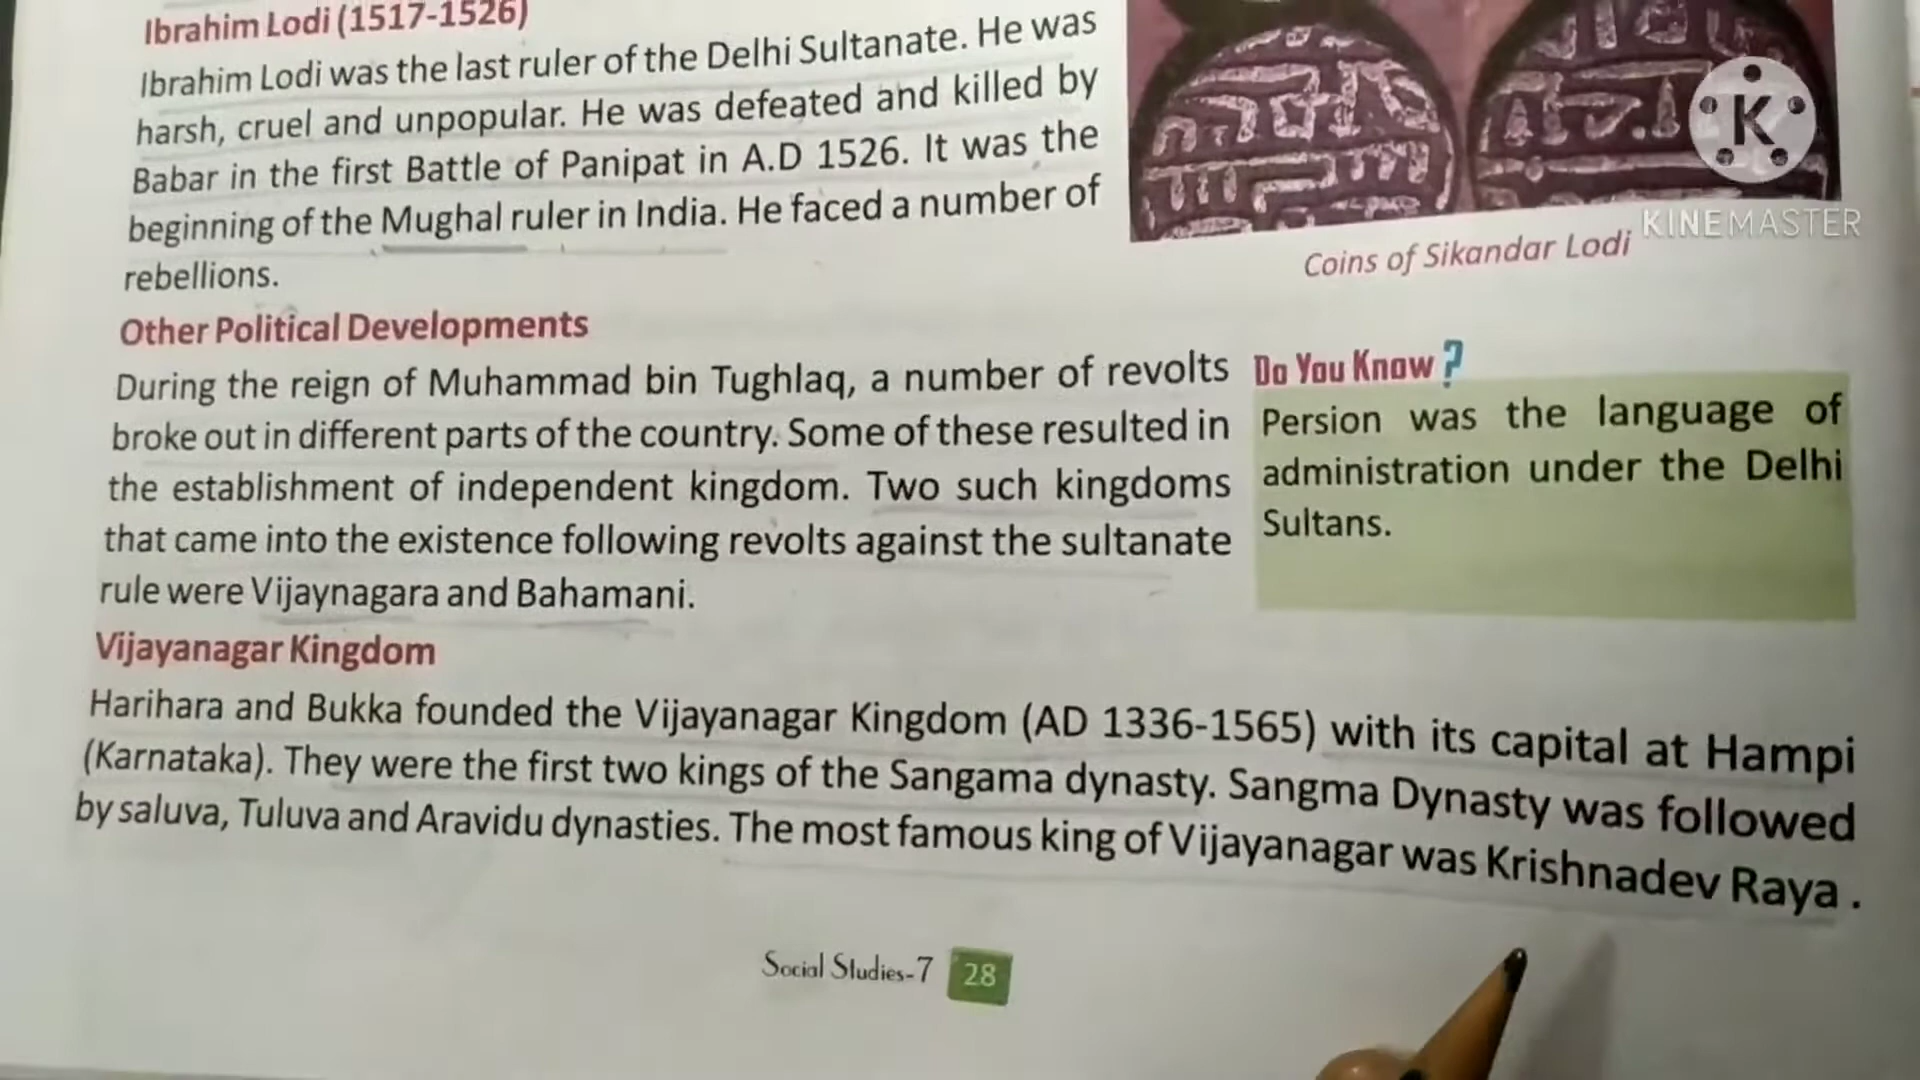 Ibrahim Lodi (1517-1526)
Ibrahim Lodi was the last ruler of the Delhi Sultanate. He was
harsh, cruel and unpopular. He was defeated and killed by
Babar in the first Battle of Panipat in A.D 1526. It was the
beginning of the Mughal ruler in India. He faced a number of
rebellions.
K
KINEMASTER
Coins of Sikandar Lodi
Other Political Developments
During the reign of Muhammad bin Tughlaq, a number of revolts
broke out in different parts of the country. Some of these resulted in
the establishment of independent kingdom. Two such kingdoms
that came into the existence following revolts against the sultanate
rule were Vijaynagara and Bahamani.
Do You Know ?
Persion was the language of
administration under the Delhi
Sultans.
Vijayanagar Kingdom
Harihara and Bukka founded the Vijayanagar Kingdom (AD 1336-1565) with its capital at Hampi
(Karnataka). They were the first two kings of the Sangama dynasty. Sangma Dynasty was followed
by saluva, Tuluva and Aravidu dynasties. The most famous king of Vijayanagar was Krishnadev Raya .
Social Studies-7 28